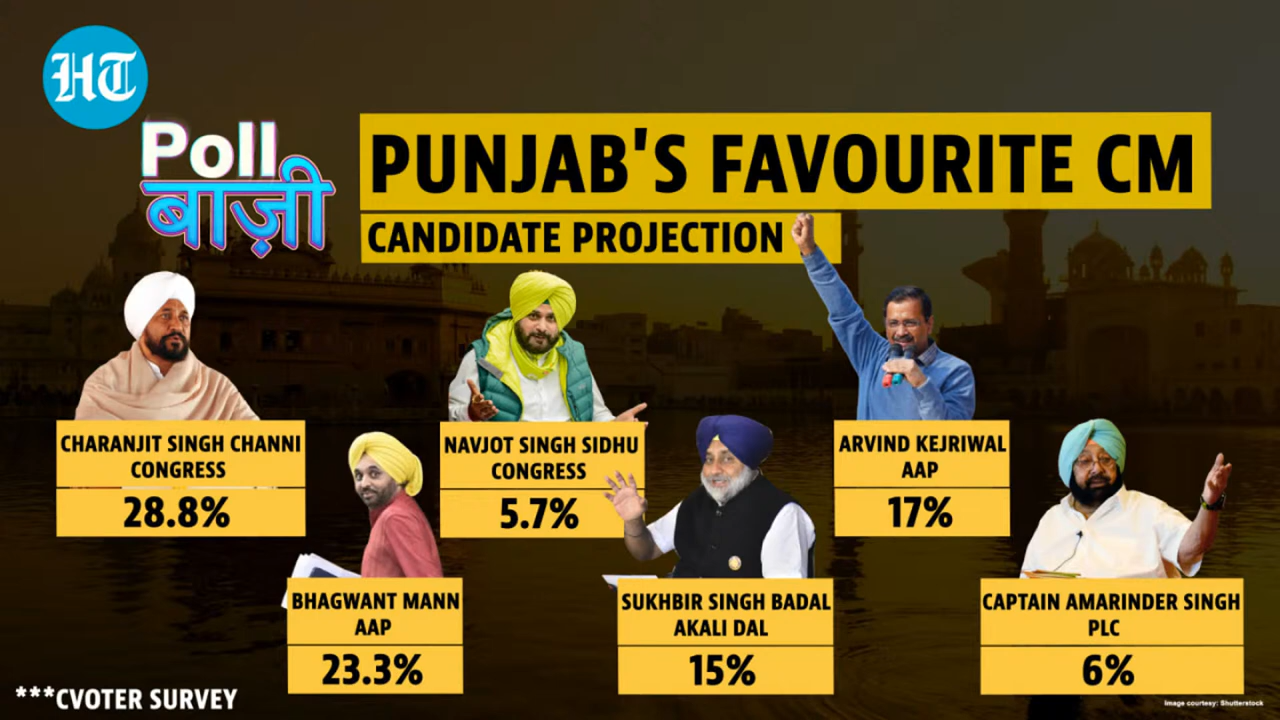 HT
Poll
बाज़ी
PUNJAB'S FAVOURITE CM
CANDIDATE PROJECTION
CHARANJIT SINGH CHANNI
CONGRESS
28.8%
BHAGWANT MANN
AAP
23.3%
NAVJOT SINGH SIDHU
CONGRESS
5.7%
SUKHBIR SINGH BADAL
AKALI DAL
15%
ARVIND KEJRIWAL
AAP
17%
CAPTAIN AMARINDER SINGH
PLC
6%
***CVOTER SURVEY
Image courtesy: Shutterstock